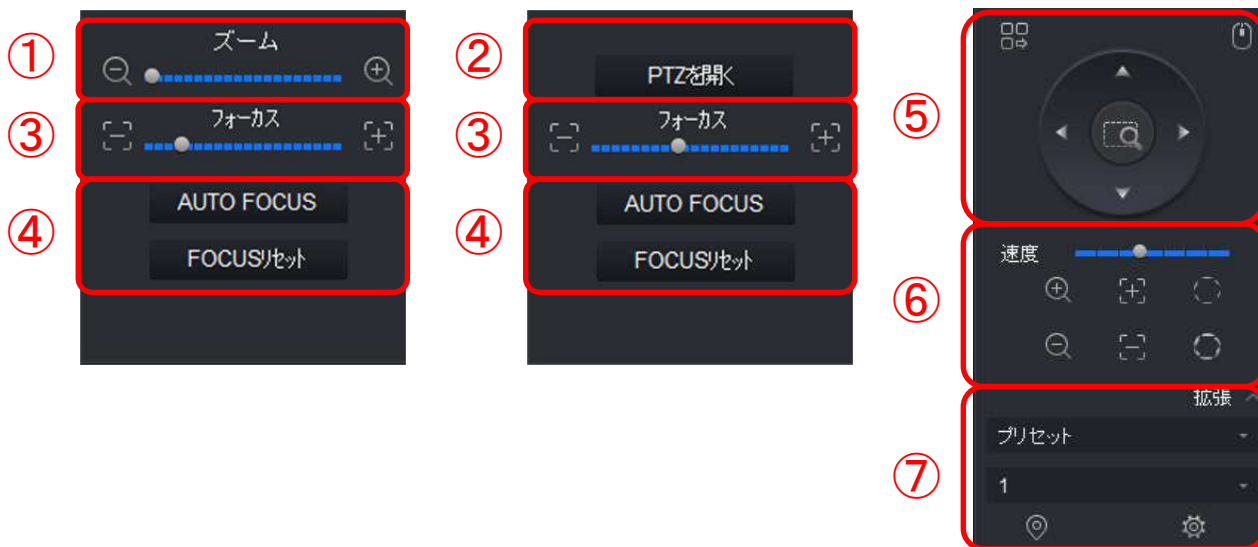 ①
ズーム
③
フォーカス
④
AUTO FOCUS
FOCUSリセット
②
PTZを開く
③
フォーカス
④
AUTO FOCUS
FOCUSリセット
⑤
⑥
速度
⑦
拡張
プリセット
1